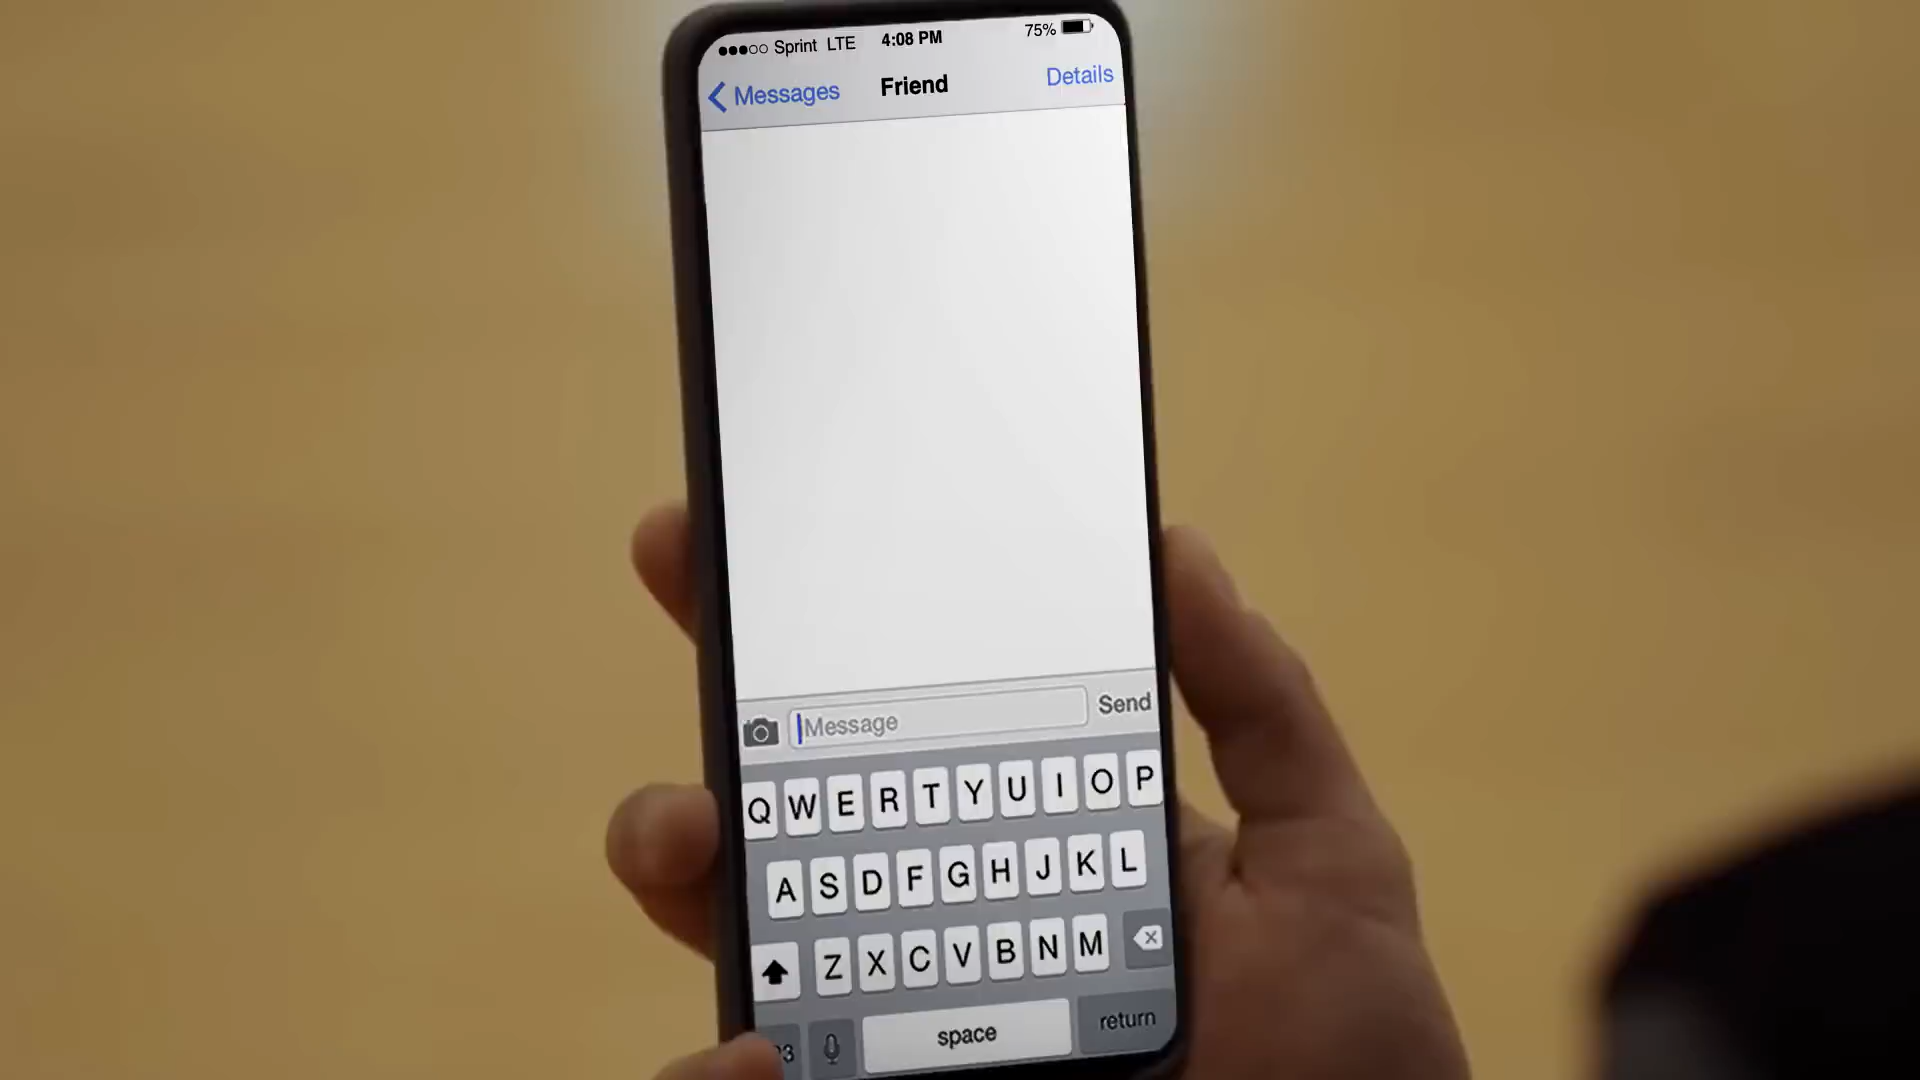 Sprint LTE 4:08 PM 75%
Messages Friend Details
Message Send
Q W E R T Y U I O P
A S D F G H J K L
Z X C V B N M
space return